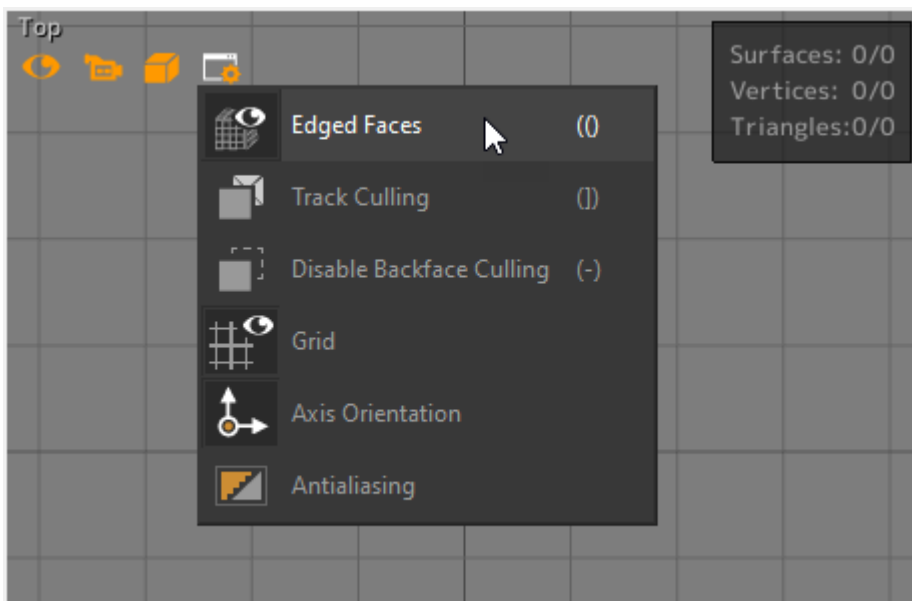 Top
Surfaces: 0/0
Vertices: 0/0
Triangles:0/0
Edged Faces (()
Track Culling (])
Disable Backface Culling (-)
Grid
Axis Orientation
Antialiasing